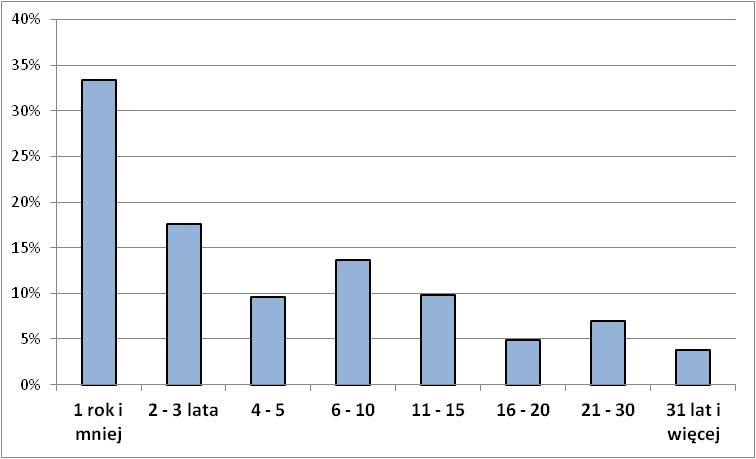 40%
35%
30%
25%
20%
15%
10%
5%
0%
1 rok i mniej
2 - 3 lata
4 - 5
6 - 10
11 - 15
16 - 20
21 - 30
31 lat i więcej